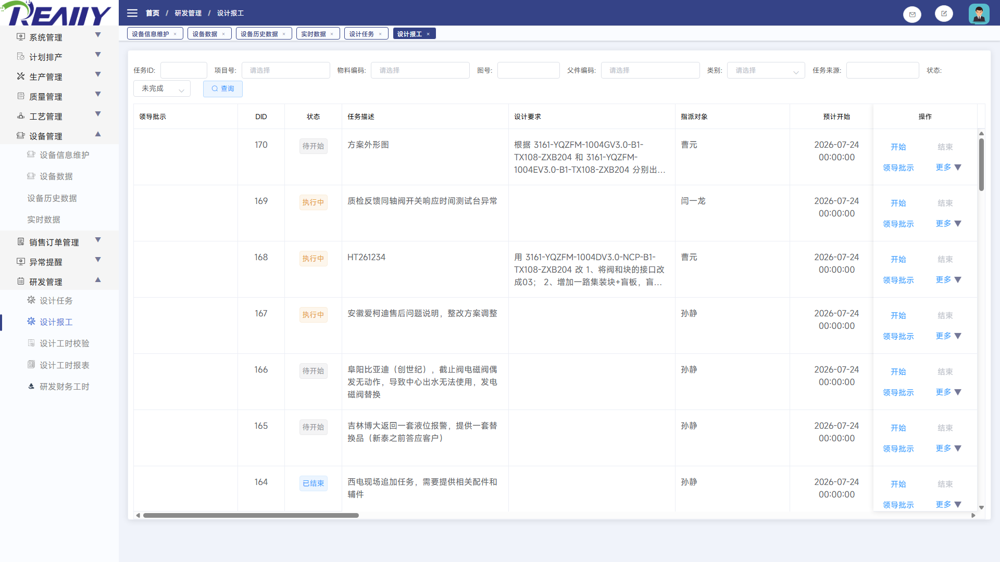 REALLY
首页 / 研发管理 / 设计报工
设备信息维护 × 设备数据 × 设备历史数据 × 实时数据 × 设计任务 × 设计报工 ×
系统管理
计划排产
生产管理
质量管理
工艺管理
设备管理
设备信息维护
设备数据
设备历史数据
实时数据
销售订单管理
异常提醒
研发管理
设计任务
设计报工
设计工时校验
设计工时报表
研发财务工时
任务ID: 项目号: 请选择 物料编码: 请选择 图号: 父件编码: 请选择 类别: 请选择 任务来源: 状态:
未完成 查询
领导批示 DID 状态 任务描述 设计要求 指派对象 预计开始 操作
170 待开始 方案外形图 根据 3161-YQZFM-1004GV3.0-B1- 曹元 2026-07-24 开始 结束
TX108-ZXB204 和 3161-YQZFM- 00:00:00
1004EV3.0-B1-TX108-ZXB204 分别出... 领导批示 更多
169 执行中 质检反馈同轴阀开关响应时间测试台异常 闫一龙 2026-07-24 开始 结束
00:00:00
领导批示 更多
168 执行中 HT261234 用 3161-YQZFM-1004DV3.0-NCP-B1- 曹元 2026-07-24 开始 结束
TX108-ZXB204 改 1、将阀和块的接口改 00:00:00
成03； 2、增加一路集装块+盲板，盲... 领导批示 更多
167 执行中 安徽爱柯迪售后问题说明，整改方案调整 孙静 2026-07-24 开始 结束
00:00:00
领导批示 更多
166 待开始 阜阳比亚迪（创世纪），截止阀电磁阀偶 孙静 2026-07-24 开始 结束
发无动作，导致中心出水无法使用，发电 00:00:00
磁阀替换 领导批示 更多
165 待开始 吉林博大返回一套液位报警，提供一套替 孙静 2026-07-24 开始 结束
换品（新泰之前答应客户） 00:00:00
领导批示 更多
164 已结束 西电现场追加任务，需要提供相关配件和 孙静 2026-07-24 开始 结束
辅件 00:00:00
领导批示 更多